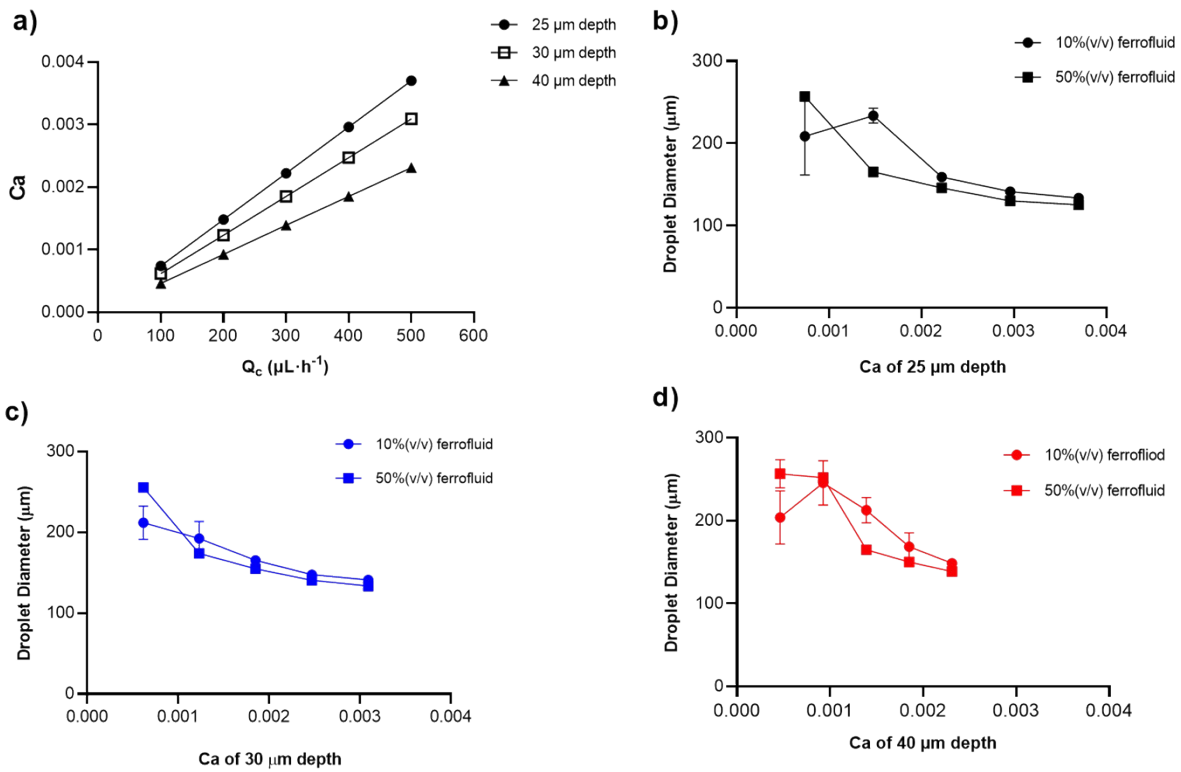 a)
25 µm depth
30 µm depth
40 µm depth
0.004
0.003
0.002
0.001
0.000
Ca
0 100 200 300 400 500 600
Qc (µL·h-1)
b)
10%(v/v) ferrofluid
50%(v/v) ferrofluid
300
200
100
0
Droplet Diameter (µm)
0.000 0.001 0.002 0.003 0.004
Ca of 25 µm depth
c)
10%(v/v) ferrofluid
50%(v/v) ferrofluid
300
200
100
0
Droplet Diameter (µm)
0.000 0.001 0.002 0.003 0.004
Ca of 30 µm depth
d)
10%(v/v) ferrofliod
50%(v/v) ferrofluid
300
200
100
0
Droplet Diameter (µm)
0.000 0.001 0.002 0.003 0.004
Ca of 40 µm depth